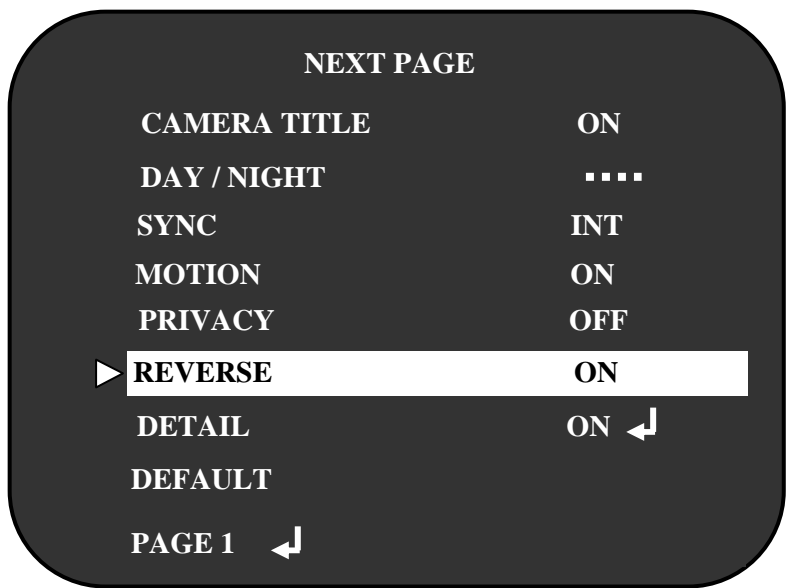 NEXT PAGE
CAMERA TITLE ON
DAY / NIGHT ....
SYNC INT
MOTION ON
PRIVACY OFF
REVERSE ON
DETAIL ON ↲
DEFAULT
PAGE 1 ↲